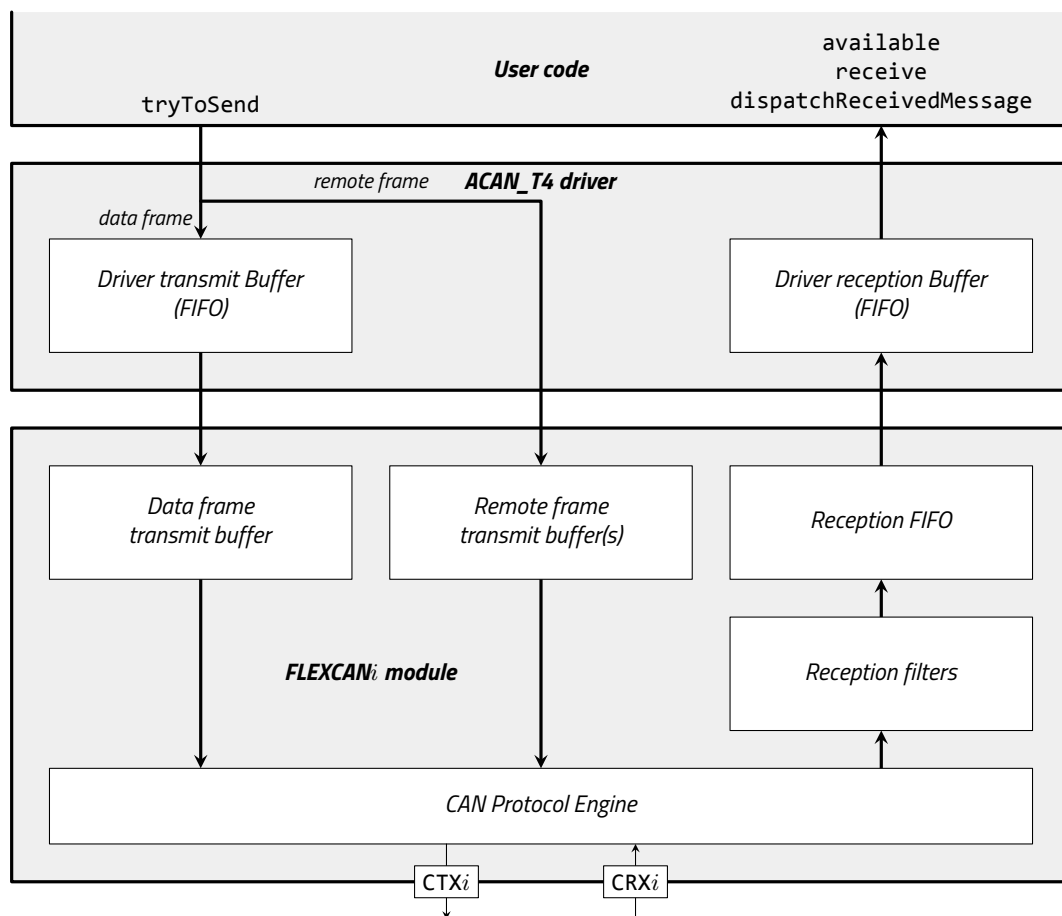 available
User code
receive
tryToSend
dispatchReceivedMessage
remote frame
ACAN_T4 driver
data frame
Driver transmit Buffer
(FIFO)
Driver reception Buffer
(FIFO)
Data frame
transmit buffer
Remote frame
transmit buffer(s)
Reception FIFO
FLEXCANi module
Reception filters
CAN Protocol Engine
CTXi
CRXi